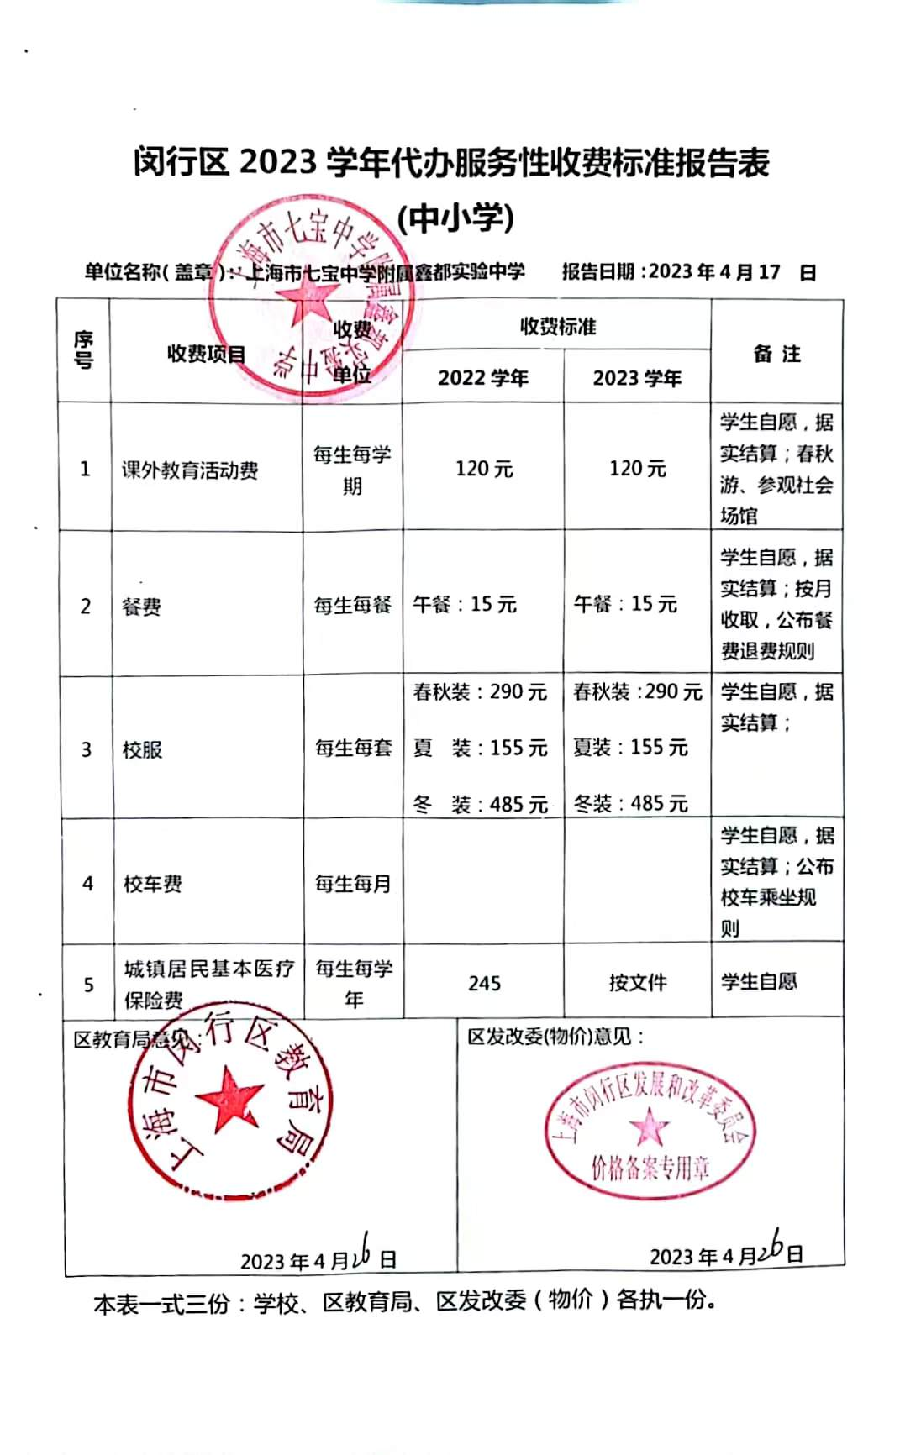 闵行区 2023 学年代办服务性收费标准报告表
(中小学)
单位名称（盖章）：上海市七宝中学附属鑫都实验中学 报告日期：2023 年 4 月 17 日
序号 收费项目 收费单位 收费标准 备 注
2022 学年 2023 学年
1 课外教育活动费 每生每学期 120 元 120 元 学生自愿，据实结算；春秋游、参观社会场馆
2 餐费 每生每餐 午餐：15 元 午餐：15 元 学生自愿，据实结算；按月收取，公布餐费退费规则
3 校服 每生每套 春秋装：290 元 春秋装：290 元 学生自愿，据实结算；
夏 装：155 元 夏装：155 元
冬 装：485 元 冬装：485 元
4 校车费 每生每月 学生自愿，据实结算；公布校车乘坐规则
5 城镇居民基本医疗保险费 每生每学年 245 按文件 学生自愿
区教育局意见： 区发改委(物价)意见：
上海市闵行区教育局
上海市闵行区发展和改革委员会
价格备案专用章
2023 年 4 月 26 日 2023 年 4 月 26 日
本表一式三份：学校、区教育局、区发改委（物价）各执一份。
上海市七宝中学附属鑫都实验中学